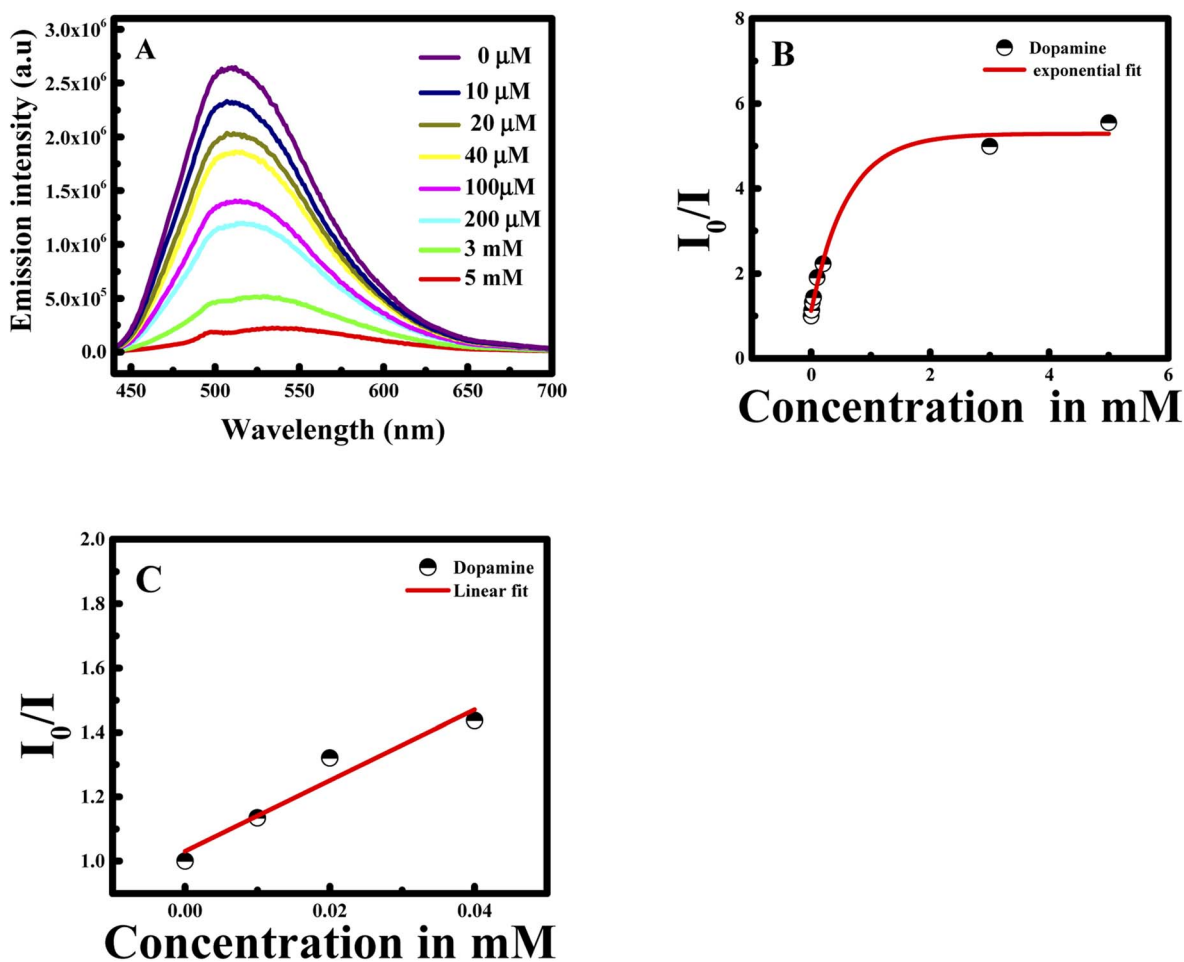 A
Emission intensity (a.u)
3.0x10⁶
2.5x10⁶
2.0x10⁶
1.5x10⁶
1.0x10⁶
5.0x10⁵
0.0
0 μM
10 μM
20 μM
40 μM
100μM
200 μM
3 mM
5 mM
450 500 550 600 650 700
Wavelength (nm)
B
I₀/I
8
6
4
2
0
Dopamine
exponential fit
0 2 4 6
Concentration in mM
C
I₀/I
2.0
1.8
1.6
1.4
1.2
1.0
Dopamine
Linear fit
0.00 0.02 0.04
Concentration in mM